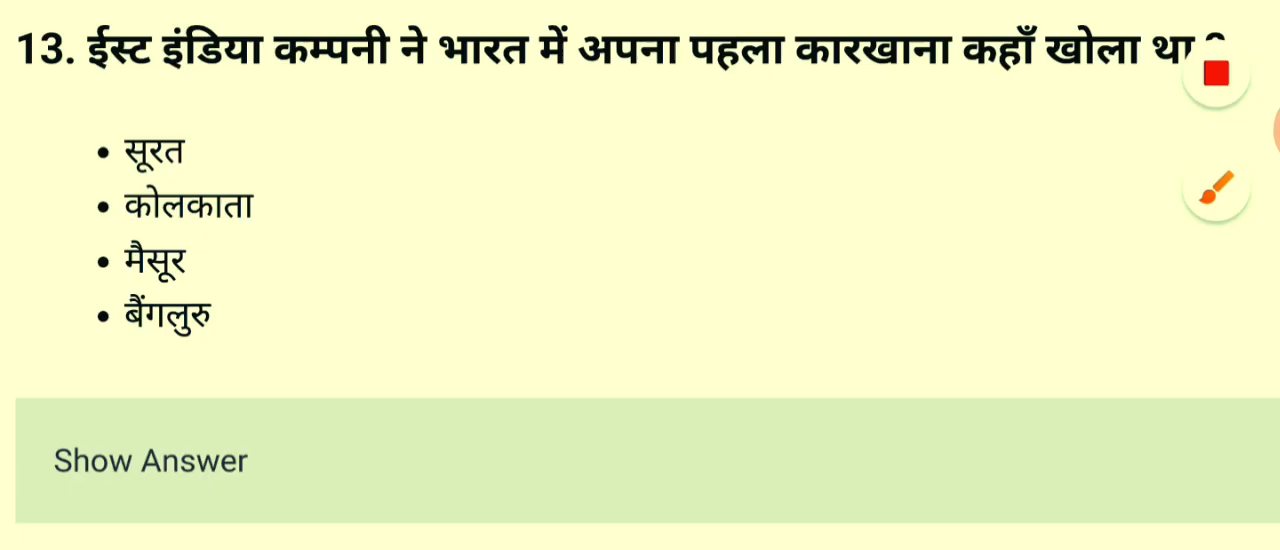 13. ईस्ट इंडिया कम्पनी ने भारत में अपना पहला कारखाना कहाँ खोला था?
• सूरत
• कोलकाता
• मैसूर
• बैंगलुरु
Show Answer